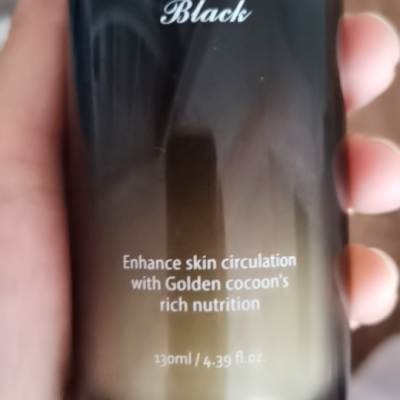 Black
Enhance skin circulation
with Golden cocoon's
rich nutrition
130ml / 4.39 fl oz.